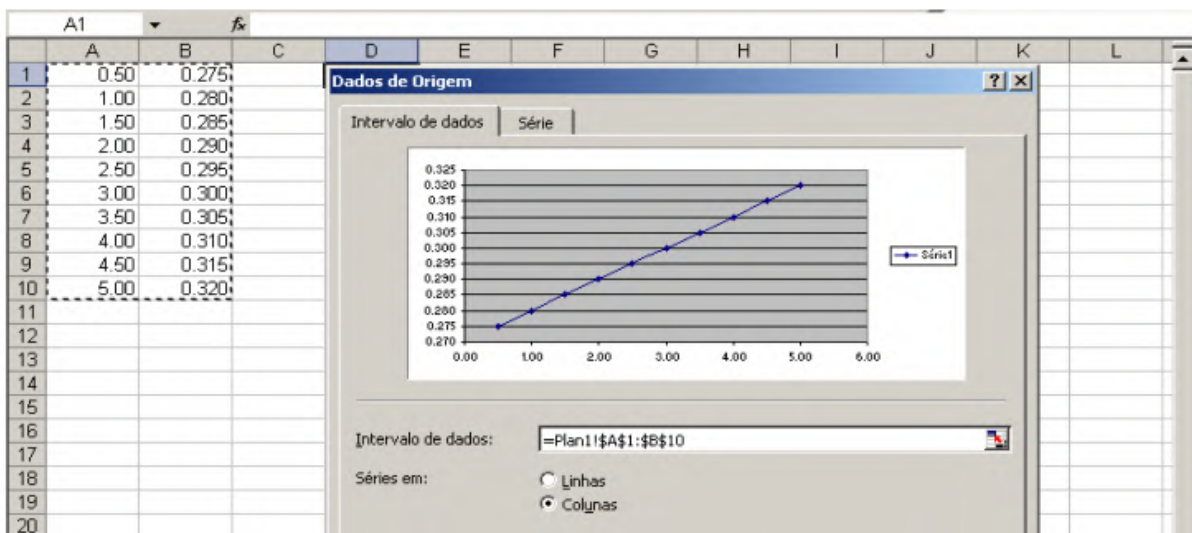 A1 fx
A B C D E F G H I J K L
1 0.50 0.275
2 1.00 0.280
3 1.50 0.285
4 2.00 0.290
5 2.50 0.295
6 3.00 0.300
7 3.50 0.305
8 4.00 0.310
9 4.50 0.315
10 5.00 0.320
11
12
13
14
15
16
17
18
19
20
Dados de Origem ? ×
Intervalo de dados Série
0.325
0.320
0.315
0.310
0.305
0.300
0.295
0.290
0.285
0.280
0.275
0.270
0.00 1.00 2.00 3.00 4.00 5.00 6.00
Série1
Intervalo de dados: =Plan1!$A$1:$B$10
Séries em: Linhas
Colunas